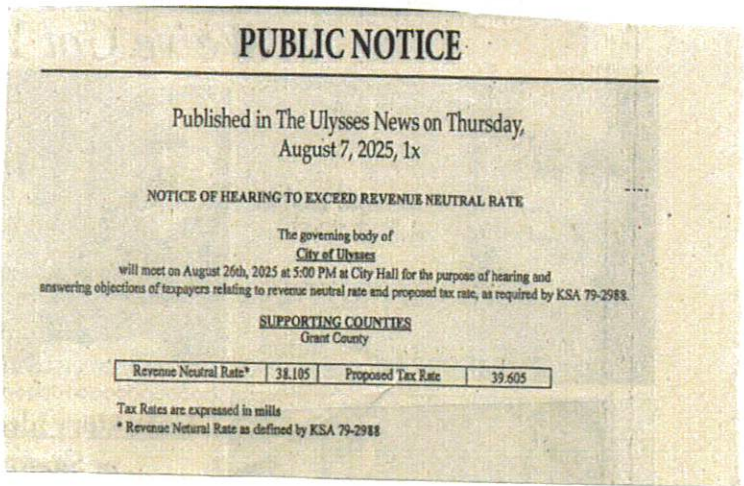 PUBLIC NOTICE
Published in The Ulysses News on Thursday,
August 7, 2025, 1x
NOTICE OF HEARING TO EXCEED REVENUE NEUTRAL RATE
The governing body of
City of Ulysses
will meet on August 26th, 2025 at 5:00 PM at City Hall for the purpose of hearing and
answering objections of taxpayers relating to revenue neutral rate and proposed tax rate, as required by KSA 79-2988.
SUPPORTING COUNTIES
Grant County
Revenue Neutral Rate* 38.105 Proposed Tax Rate 39.605
Tax Rates are expressed in mills
* Revenue Netural Rate as defined by KSA 79-2988